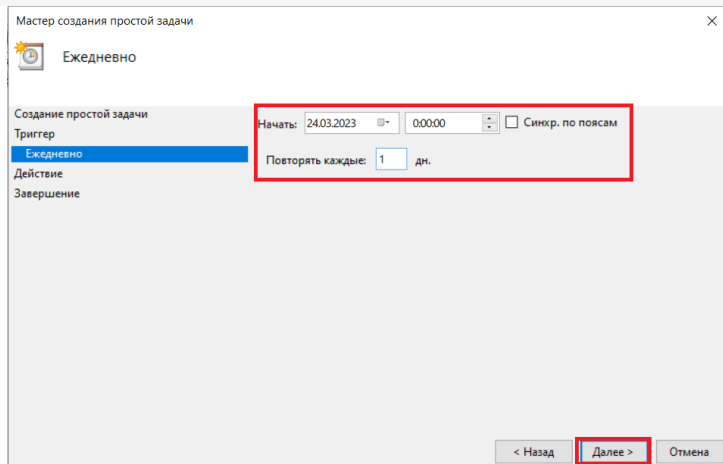 Мастер создания простой задачи
Ежедневно
Создание простой задачи
Триггер
Ежедневно
Действие
Завершение
Начать: 24.03.2023 0:00:00 Синхр. по поясам
Повторять каждые: 1 дн.
< Назад Далее > Отмена